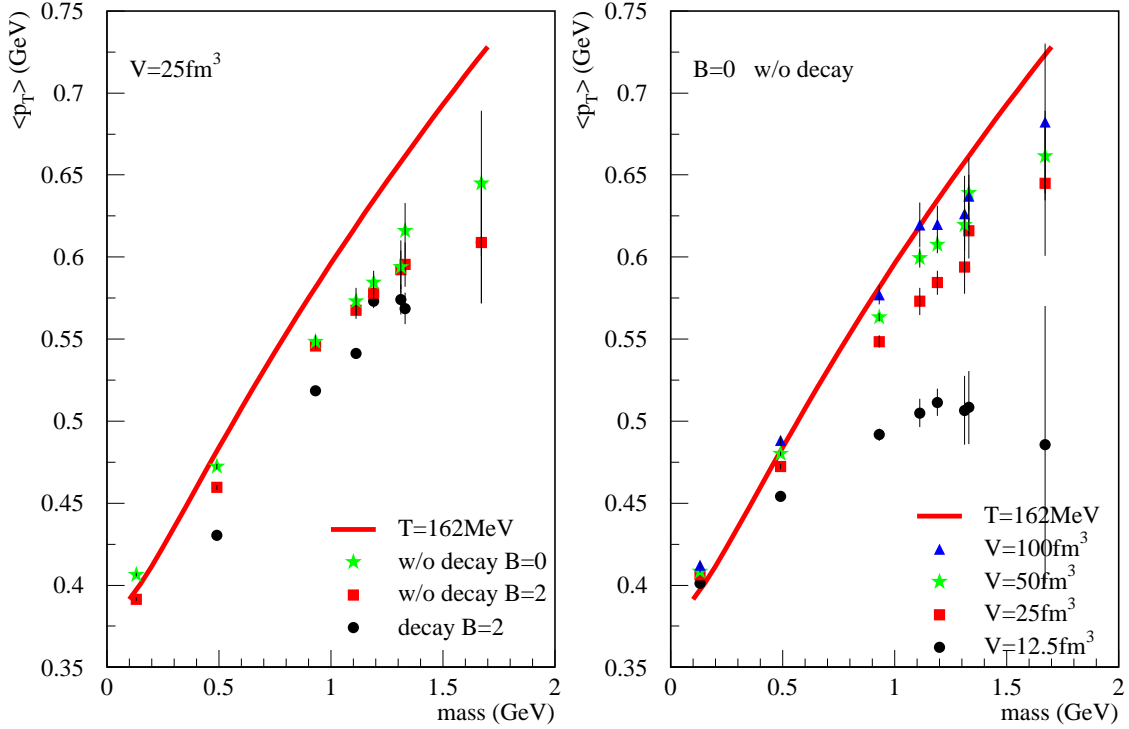 <p_T> (GeV)
0.75
0.7
0.65
0.6
0.55
0.5
0.45
0.4
0.35
V=25fm^3
T=162MeV
w/o decay B=0
w/o decay B=2
decay B=2
0 0.5 1 1.5 2
mass (GeV)
<p_T> (GeV)
0.75
0.7
0.65
0.6
0.55
0.5
0.45
0.4
0.35
B=0 w/o decay
T=162MeV
V=100fm^3
V=50fm^3
V=25fm^3
V=12.5fm^3
0 0.5 1 1.5 2
mass (GeV)